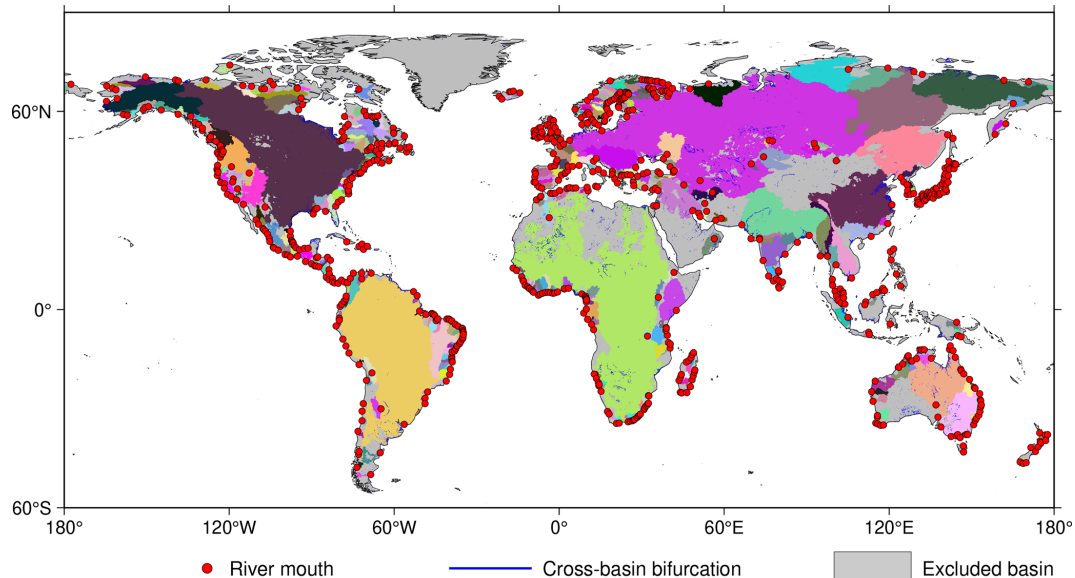 60°N
0°
60°S
180° 120°W 60°W 0° 60°E 120°E 180°
River mouth Cross-basin bifurcation Excluded basin